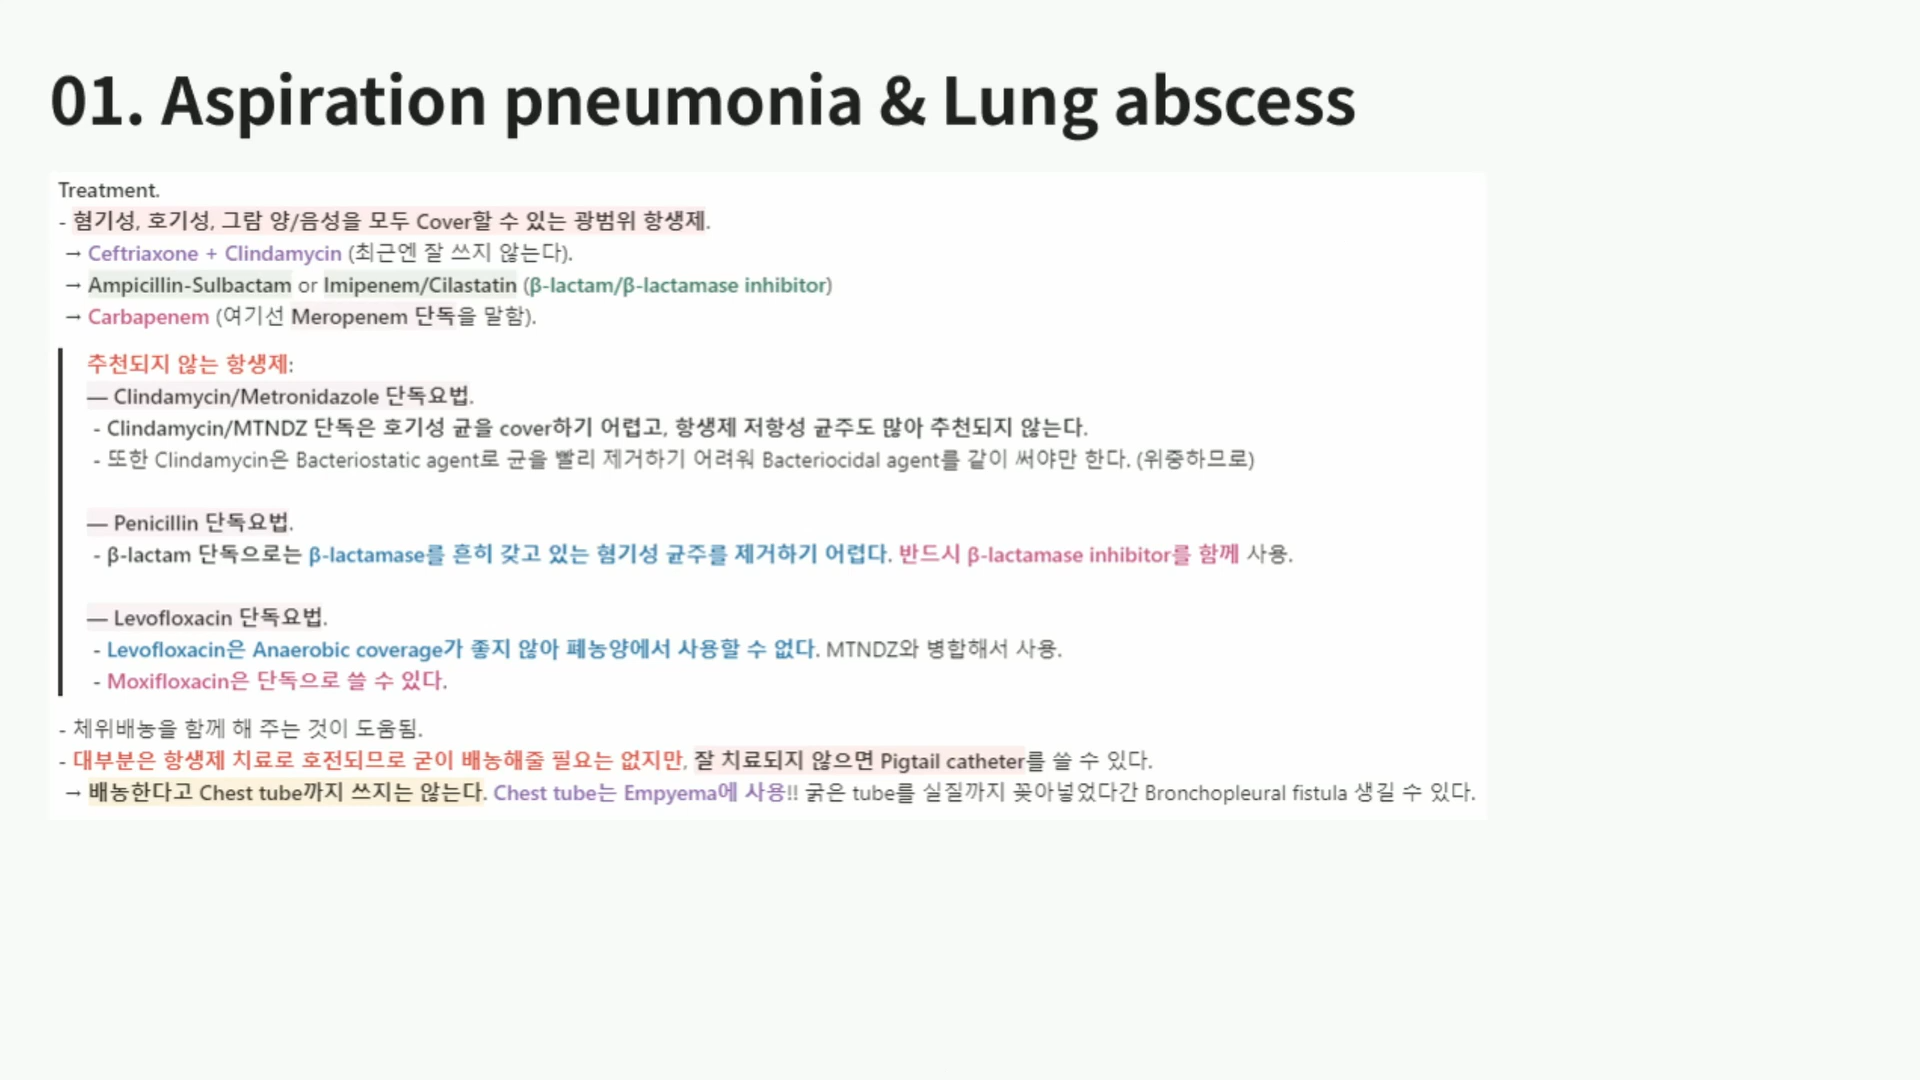 01. Aspiration pneumonia & Lung abscess
Treatment.
- 혐기성, 호기성, 그람 양/음성을 모두 Cover할 수 있는 광범위 항생제.
→ Ceftriaxone + Clindamycin (최근엔 잘 쓰지 않는다).
→ Ampicillin-Sulbactam or Imipenem/Cilastatin (β-lactam/β-lactamase inhibitor)
→ Carbapenem (여기선 Meropenem 단독을 말함).
추천되지 않는 항생제:
— Clindamycin/Metronidazole 단독요법.
- Clindamycin/MTNDZ 단독은 호기성 균을 cover하기 어렵고, 항생제 저항성 균주도 많아 추천되지 않는다.
- 또한 Clindamycin은 Bacteriostatic agent로 균을 빨리 제거하기 어려워 Bacteriocidal agent를 같이 써야만 한다. (위중하므로)
— Penicillin 단독요법.
- β-lactam 단독으로는 β-lactamase를 흔히 갖고 있는 혐기성 균주를 제거하기 어렵다. 반드시 β-lactamase inhibitor를 함께 사용.
— Levofloxacin 단독요법.
- Levofloxacin은 Anaerobic coverage가 좋지 않아 폐농양에서 사용할 수 없다. MTNDZ와 병합해서 사용.
- Moxifloxacin은 단독으로 쓸 수 있다.
- 체위배농을 함께 해 주는 것이 도움됨.
- 대부분은 항생제 치료로 호전되므로 굳이 배농해줄 필요는 없지만, 잘 치료되지 않으면 Pigtail catheter를 쓸 수 있다.
→ 배농한다고 Chest tube까지 쓰지는 않는다. Chest tube는 Empyema에 사용!! 굵은 tube를 실질까지 꽂아넣었다간 Bronchopleural fistula 생길 수 있다.